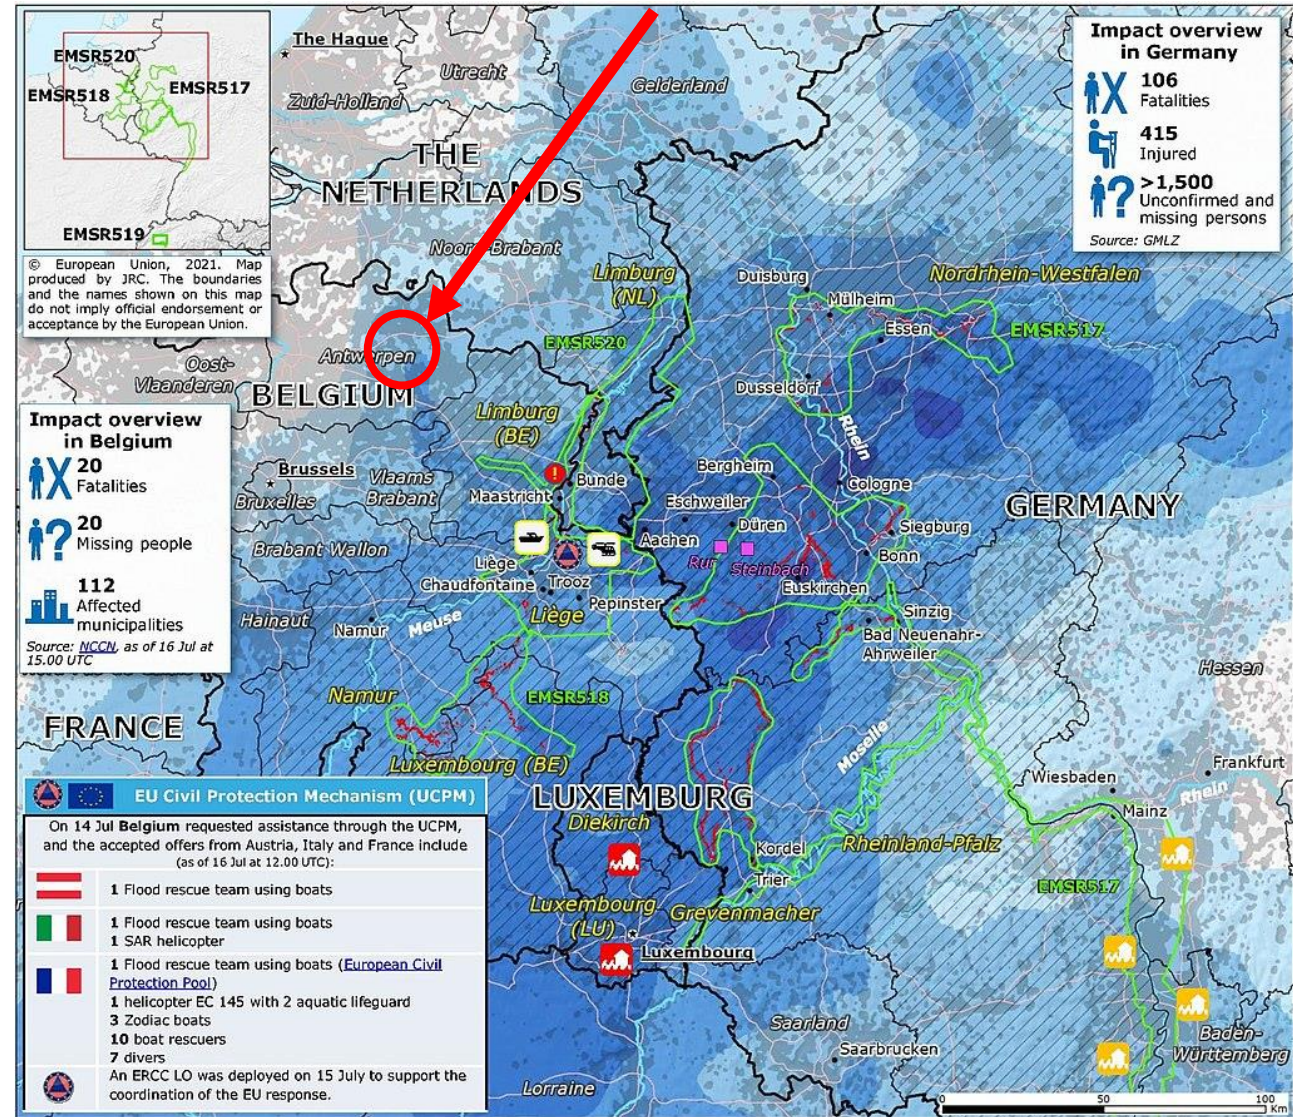 EMSR520
EMSR518
EMSR517
EMSR519
© European Union, 2021. Map
produced by JRC. The boundaries
and the names shown on this map
do not imply official endorsement or
acceptance by the European Union.
The Hague
Utrecht
Gelderland
Zuid-Holland
THE
NETHERLANDS
Noord-Brabant
Impact overview
in Germany
106
Fatalities
415
Injured
>1,500
Unconfirmed and
missing persons
Source: GMLZ
Limburg
(NL)
Duisburg
Nordrhein-Westfalen
Mülheim
Essen
EMSR517
EMSR520
Antwerpen
Oost-
Vlaanderen
BELGIUM
Dusseldorf
Limburg
(BE)
Rhein
Impact overview
in Belgium
20
Fatalities
20
Missing people
112
Affected
municipalities
Source: NCCN, as of 16 Jul at
15.00 UTC
Brussels
Bruxelles
Vlaams
Brabant
Bergheim
!
Bunde
Maastricht
Cologne
Eschweiler
GERMANY
Düren
Siegburg
Aachen
Brabant Wallon
Bonn
Rur
Steinbach
Liège
Chaudfontaine
Trooz
Euskirchen
Pepinster
Liège
Sinzig
Hainaut
Namur
Meuse
Bad Neuenahr-
Ahrweiler
Hessen
Namur
EMSR518
FRANCE
Moselle
Luxembourg (BE)
Frankfurt
Wiesbaden
Rhein
LUXEMBURG
Mainz
Diekirch
Kordel
Rheinland-Pfalz
Trier
EMSR517
Luxembourg
(LU)
Grevenmacher
Luxembourg
Saarland
Saarbrucken
Baden-
Württemberg
Lorraine
EU Civil Protection Mechanism (UCPM)
On 14 Jul Belgium requested assistance through the UCPM,
and the accepted offers from Austria, Italy and France include
(as of 16 Jul at 12.00 UTC):
1 Flood rescue team using boats
1 Flood rescue team using boats
1 SAR helicopter
1 Flood rescue team using boats (European Civil
Protection Pool)
1 helicopter EC 145 with 2 aquatic lifeguard
3 Zodiac boats
10 boat rescuers
7 divers
An ERCC LO was deployed on 15 July to support the
coordination of the EU response.
0 50 100
Km